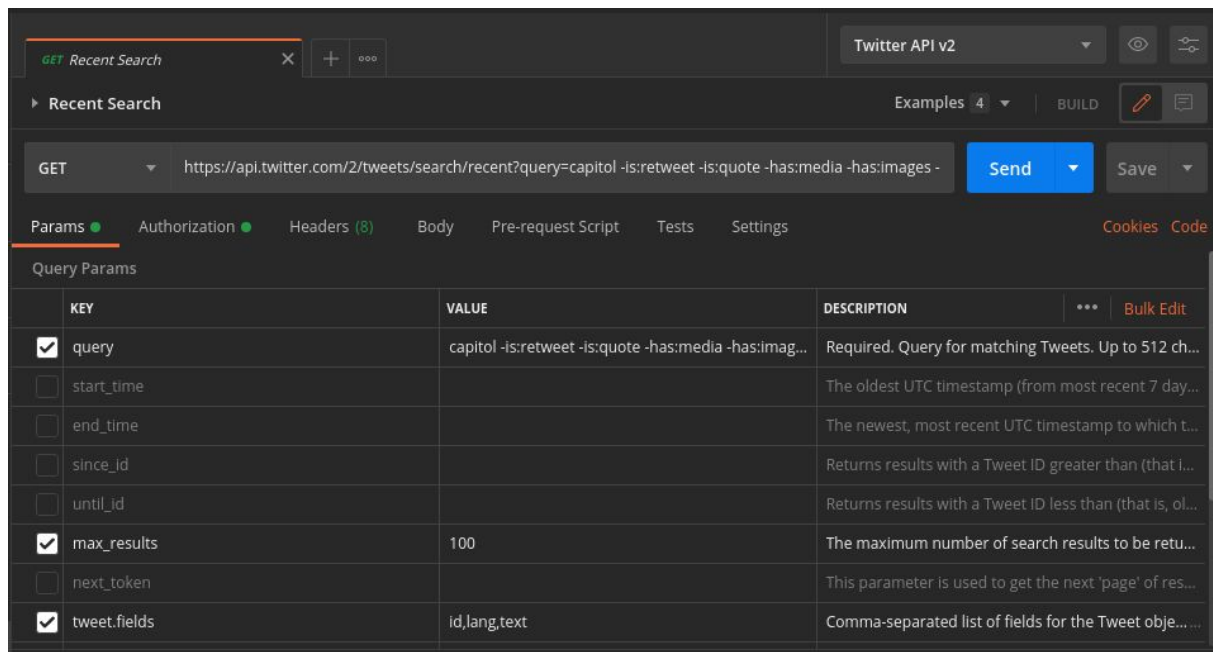 GET Recent Search
Twitter API v2
Recent Search
Examples 4
BUILD
GET https://api.twitter.com/2/tweets/search/recent?query=capitol -is:retweet -is:quote -has:media -has:images - Send Save
Params Authorization Headers (8) Body Pre-request Script Tests Settings Cookies Code
Query Params
KEY VALUE DESCRIPTION ••• Bulk Edit
query capitol -is:retweet -is:quote -has:media -has:imag... Required. Query for matching Tweets. Up to 512 ch...
start_time The oldest UTC timestamp (from most recent 7 day...
end_time The newest, most recent UTC timestamp to which t...
since_id Returns results with a Tweet ID greater than (that i...
until_id Returns results with a Tweet ID less than (that is, ol...
max_results 100 The maximum number of search results to be retu...
next_token This parameter is used to get the next 'page' of res...
tweet.fields id,lang,text Comma-separated list of fields for the Tweet obje...